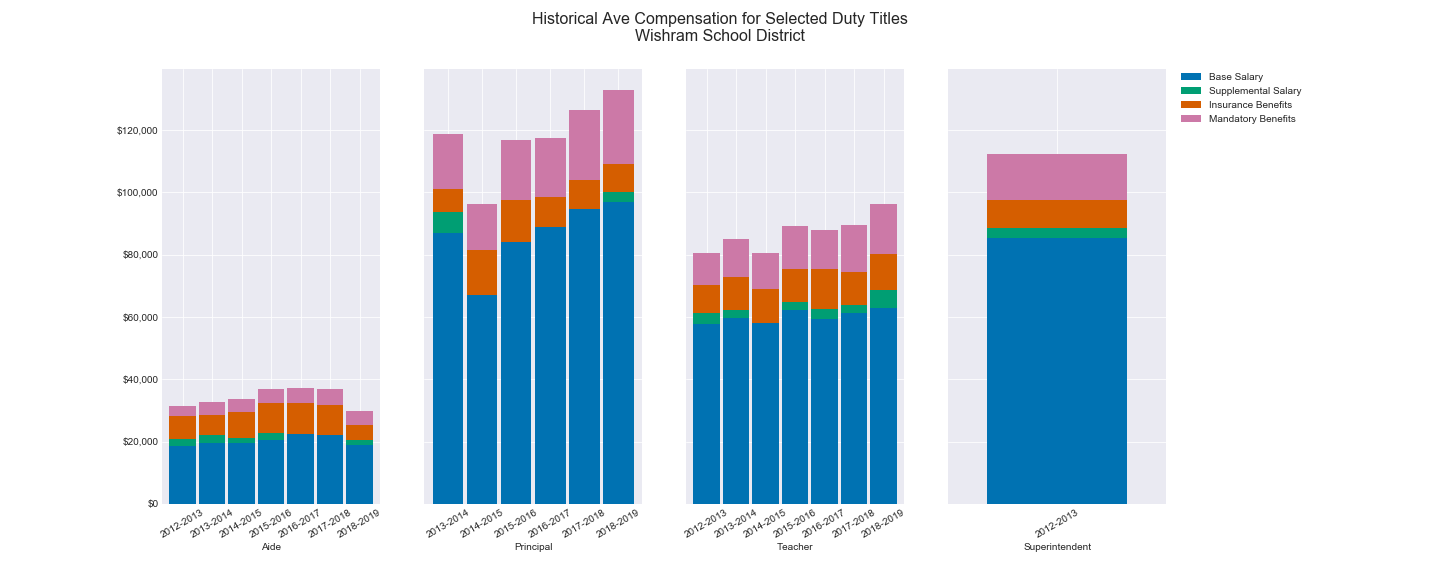 Historical Ave Compensation for Selected Duty Titles
Wishram School District
Base Salary
Supplemental Salary
Insurance Benefits
Mandatory Benefits
$120,000
$100,000
$80,000
$60,000
$40,000
$20,000
$0
2012-2013
2013-2014
2014-2015
2015-2016
2016-2017
2017-2018
2018-2019
Aide
2013-2014
2014-2015
2015-2016
2016-2017
2017-2018
2018-2019
Principal
2012-2013
2013-2014
2014-2015
2015-2016
2016-2017
2017-2018
2018-2019
Teacher
2012-2013
Superintendent